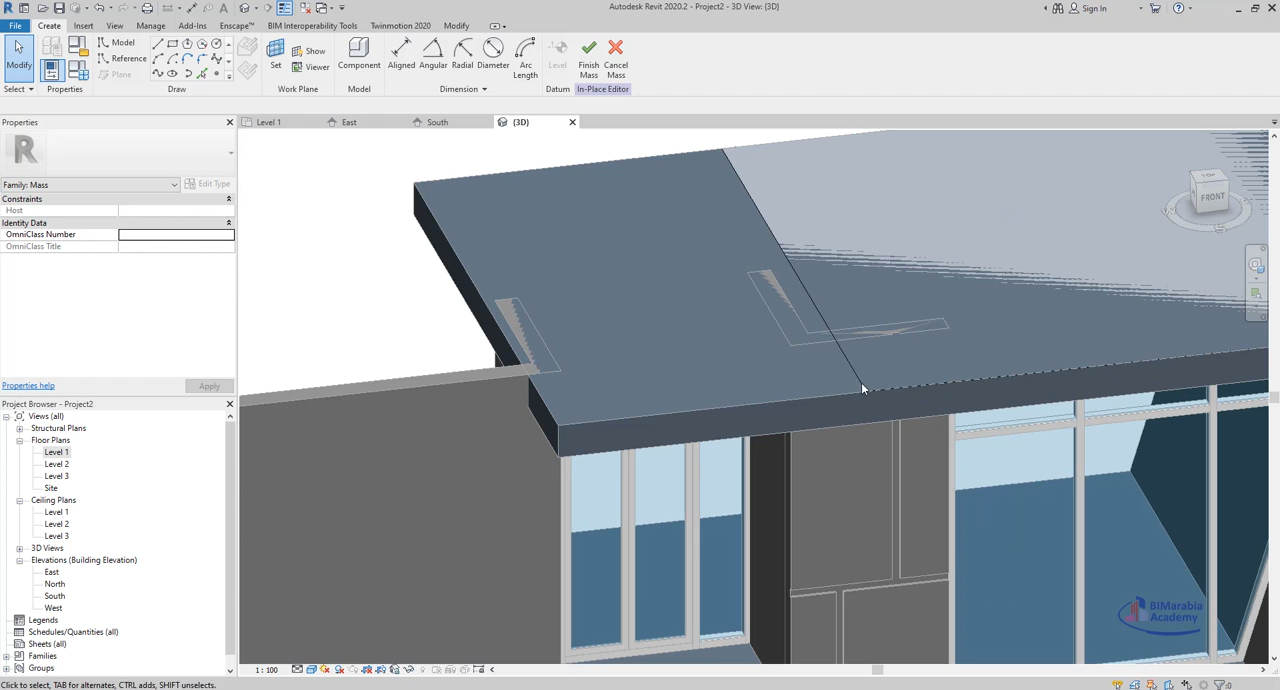 Autodesk Revit 2020.2 - Project2 - 3D View: {3D}
Sign In
File Create Insert View Manage Add-Ins Enscape™ BIM Interoperability Tools Twinmotion 2020 Modify
Modify
Model
Reference
Plane
Set
Show
Viewer
Component
Aligned Angular Radial Diameter Arc Length
Level
Finish Mass
Cancel Mass
Select Properties Draw Work Plane Model Dimension Datum In-Place Editor
Properties
Level 1 East South {3D}
R
Family: Mass
Edit Type
Constraints
Host
Identity Data
OmniClass Number
OmniClass Title
Properties help
Apply
Project Browser - Project2
Views (all)
Structural Plans
Floor Plans
Level 1
Level 2
Level 3
Site
Ceiling Plans
Level 1
Level 2
Level 3
3D Views
Elevations (Building Elevation)
East
North
South
West
Legends
Schedules/Quantities (all)
Sheets (all)
Families
Groups
TOP
FRONT
BIMarabia
Academy
1 : 100
Click to select, TAB for alternates, CTRL adds, SHIFT unselects.
:0